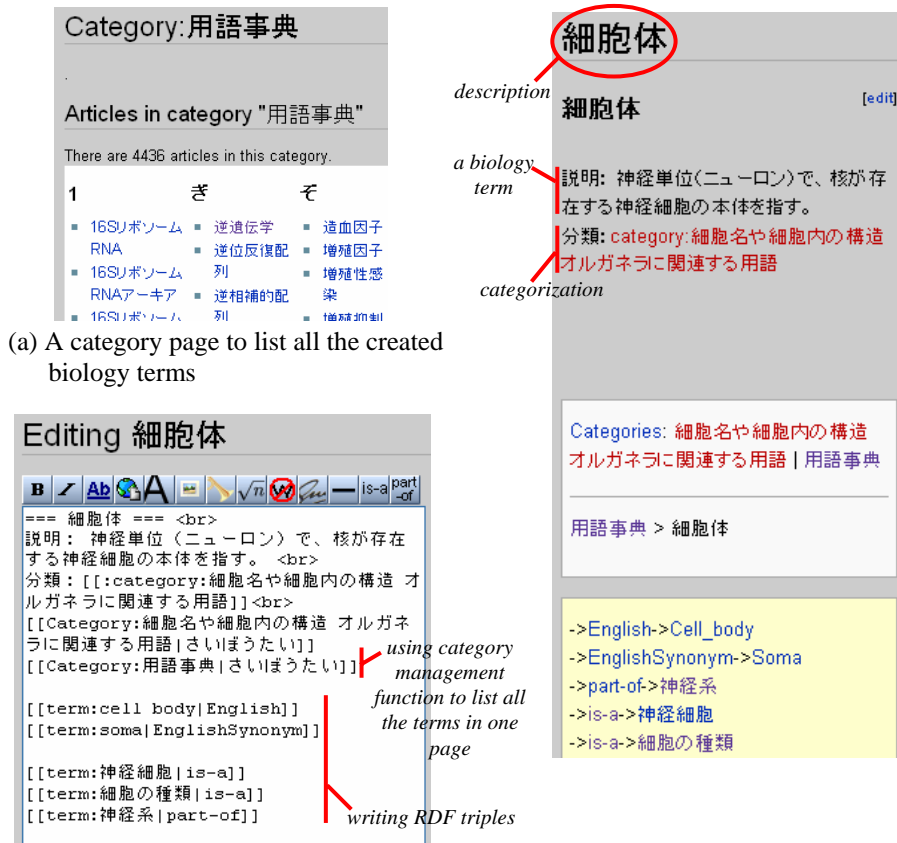 Category:用語事典
.
Articles in category "用語事典"
There are 4436 articles in this category.
1
16Sリボソーム
RNA
16Sリボソーム
RNAアーキア
16Sリボソーム
ぎ
逆遺伝学
逆位反復配
列
逆相補的配
列
ぞ
造血因子
増殖因子
増殖性感
染
増殖抑制
(a) A category page to list all the created
biology terms
Editing 細胞体
B I Ab A √n W is-a part
-of
=== 細胞体 === <br>
説明： 神経単位（ニューロン）で、核が存在
する神経細胞の本体を指す。 <br>
分類：[[:category:細胞名や細胞内の構造 オ
ルガネラに関連する用語]]<br>
[[Category:細胞名や細胞内の構造 オルガネ
ラに関連する用語|さいぼうたい]]
[[Category:用語事典|さいぼうたい]]
[[term:cell body|English]]
[[term:soma|EnglishSynonym]]
[[term:神経細胞|is-a]]
[[term:細胞の種類|is-a]]
[[term:神経系|part-of]]
using category
management
function to list all
the terms in one
page
writing RDF triples
細胞体
description
細胞体
[edit]
a biology
term
説明: 神経単位(ニューロン)で、核が存
在する神経細胞の本体を指す。
分類: category:細胞名や細胞内の構造
オルガネラに関連する用語
categorization
Categories: 細胞名や細胞内の構造
オルガネラに関連する用語 | 用語事典
用語事典 > 細胞体
->English->Cell_body
->EnglishSynonym->Soma
->part-of->神経系
->is-a->神経細胞
->is-a->細胞の種類